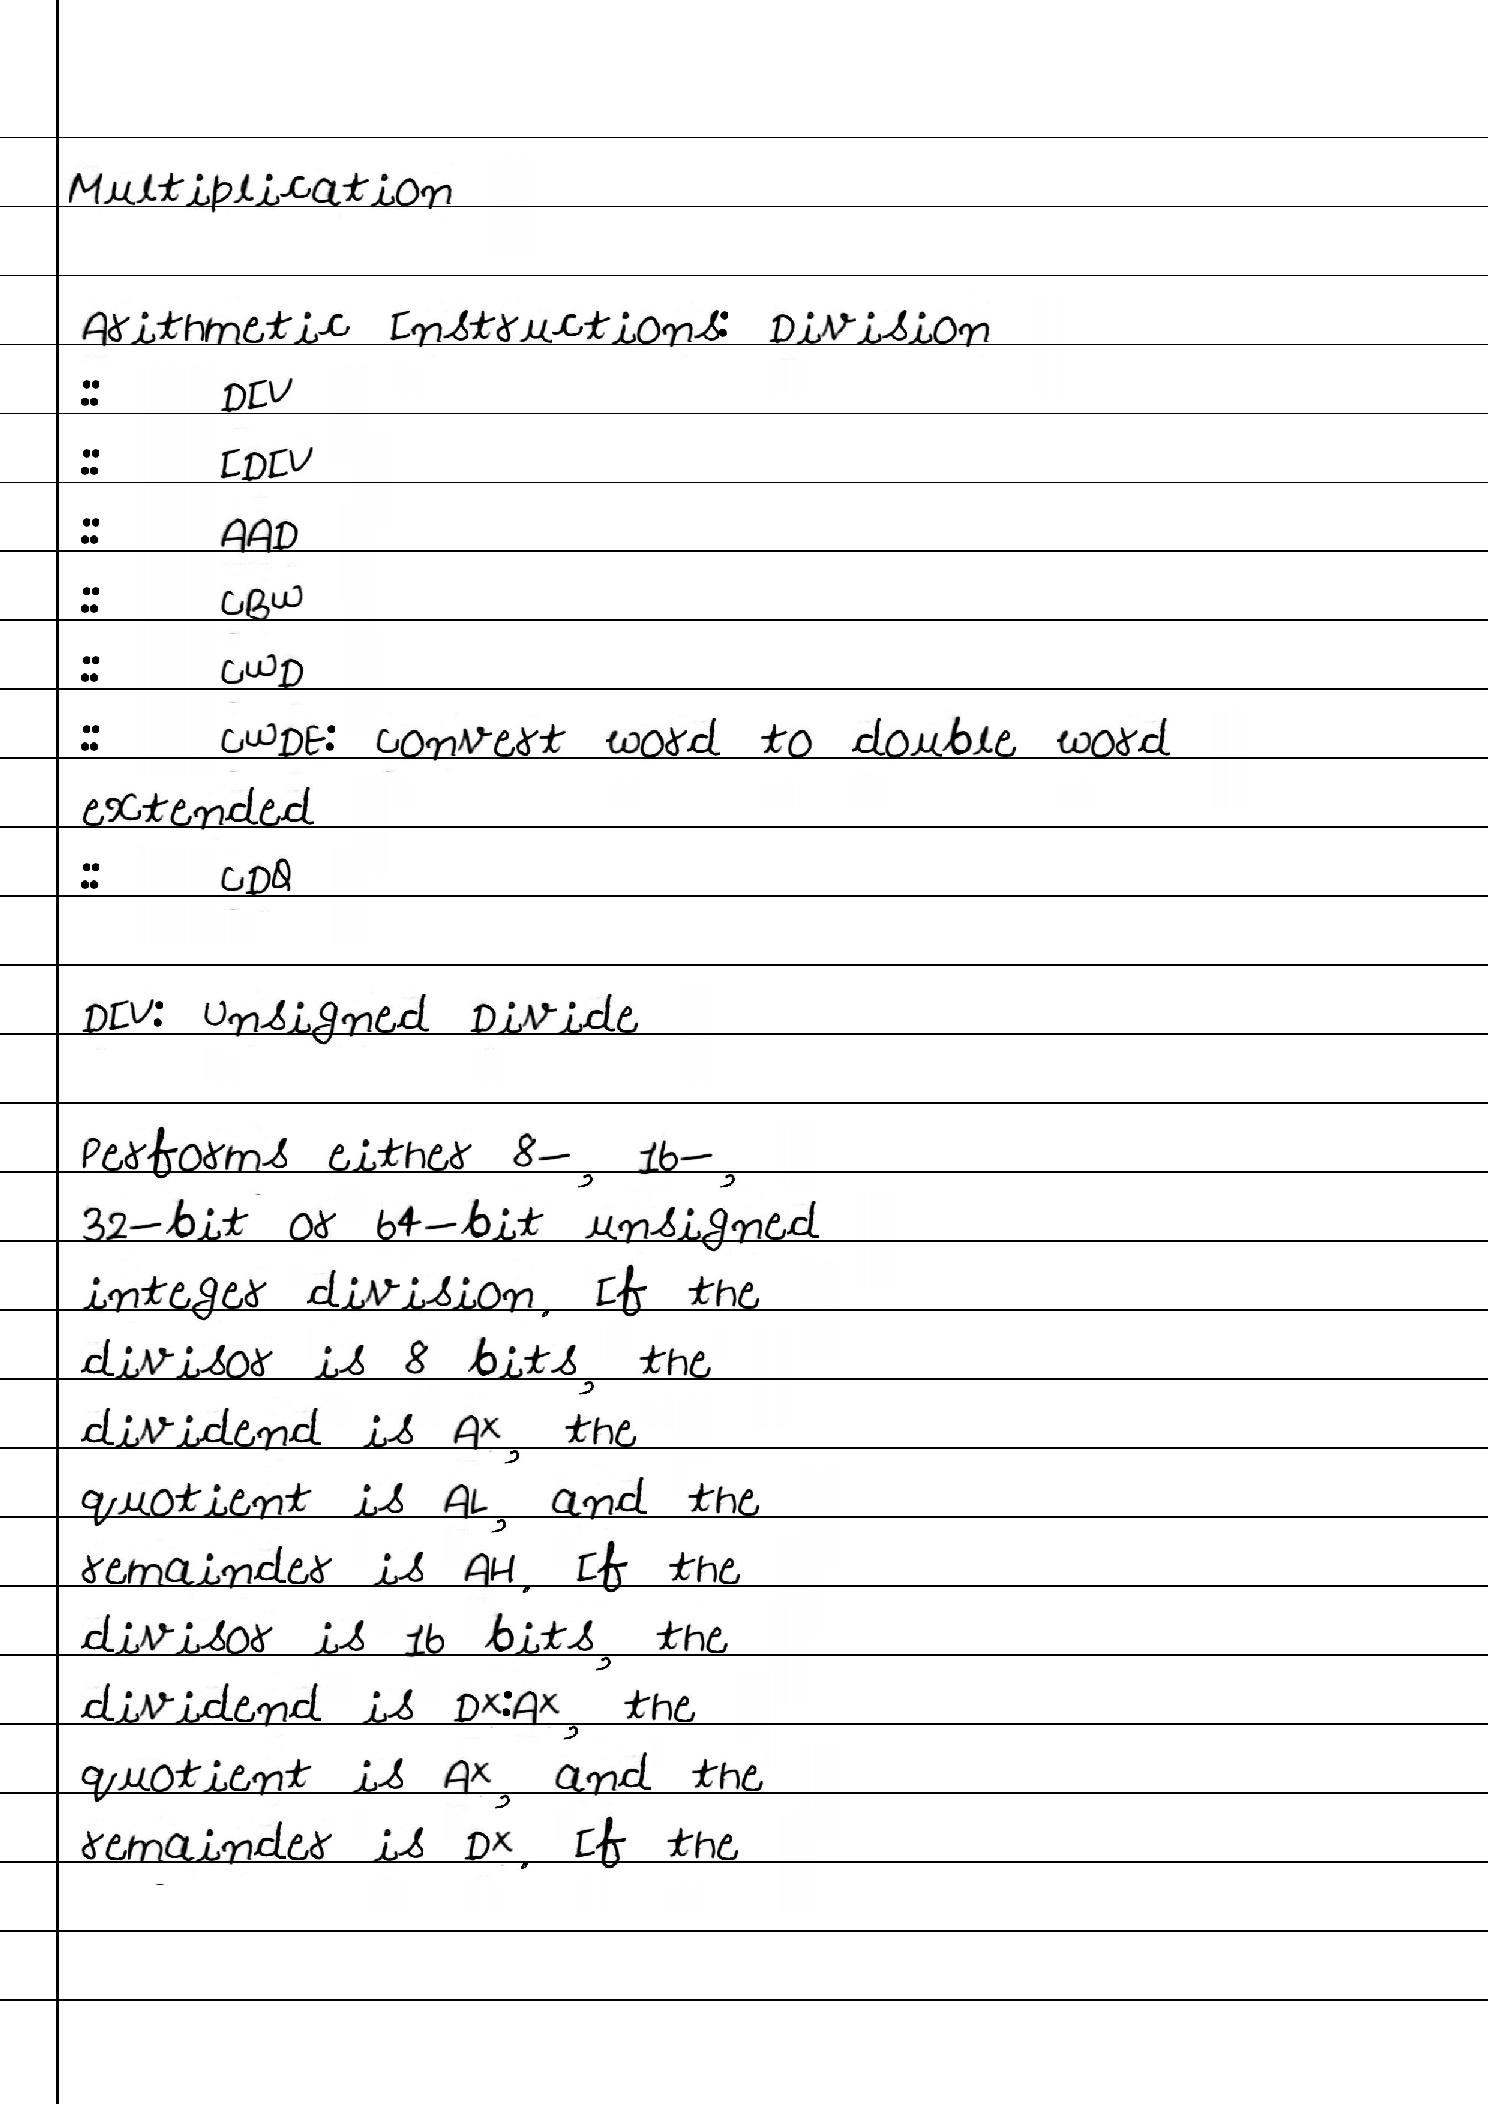 Multiplication
Arithmetic Instructions: Division
:: DIV
:: IDIV
:: AAD
:: CBW
:: CWD
:: CWDE: convert word to double word
extended
:: CDQ
DIV: Unsigned Divide
Performs either 8-, 16-,
32-bit or 64-bit unsigned
integer division. If the
divisor is 8 bits, the
dividend is AX, the
quotient is AL, and the
remainder is AH. If the
divisor is 16 bits, the
dividend is DX:AX, the
quotient is AX, and the
remainder is DX. If the